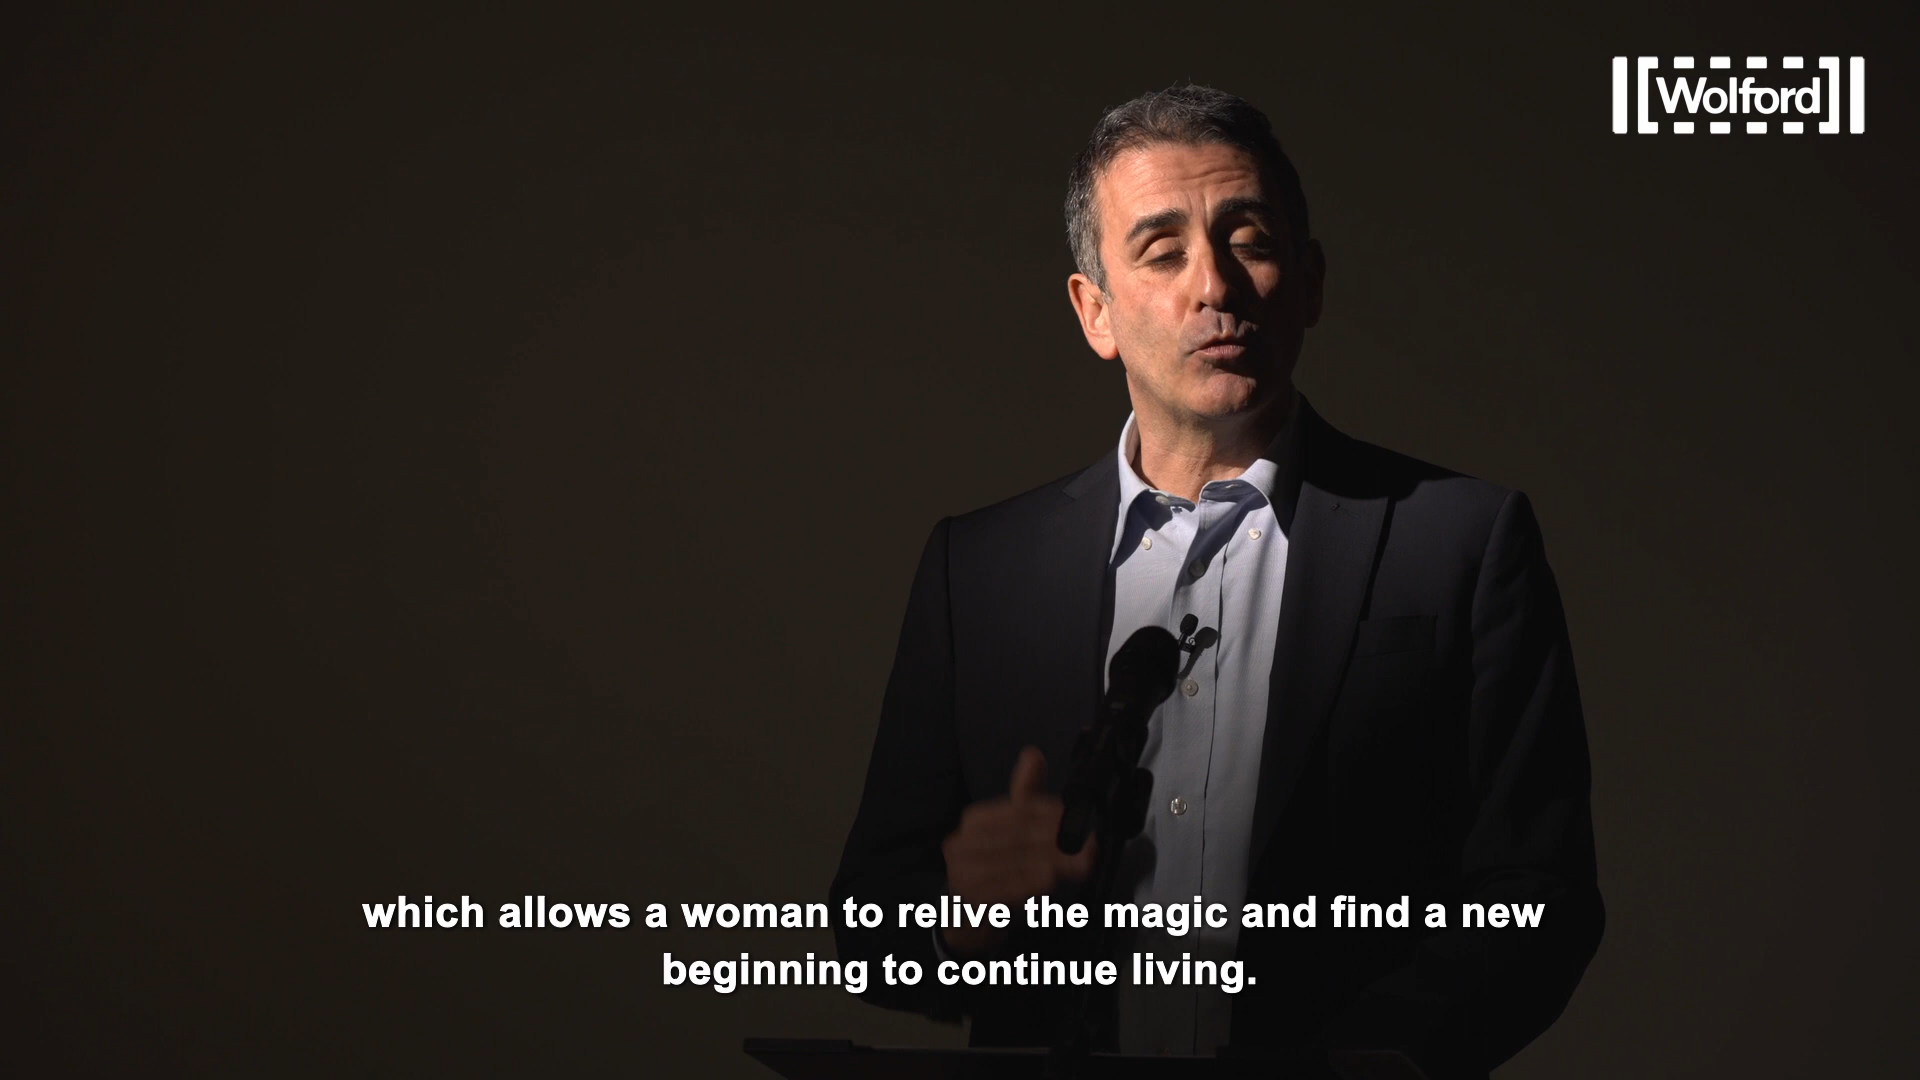 Wolford
which allows a woman to relive the magic and find a new
beginning to continue living.